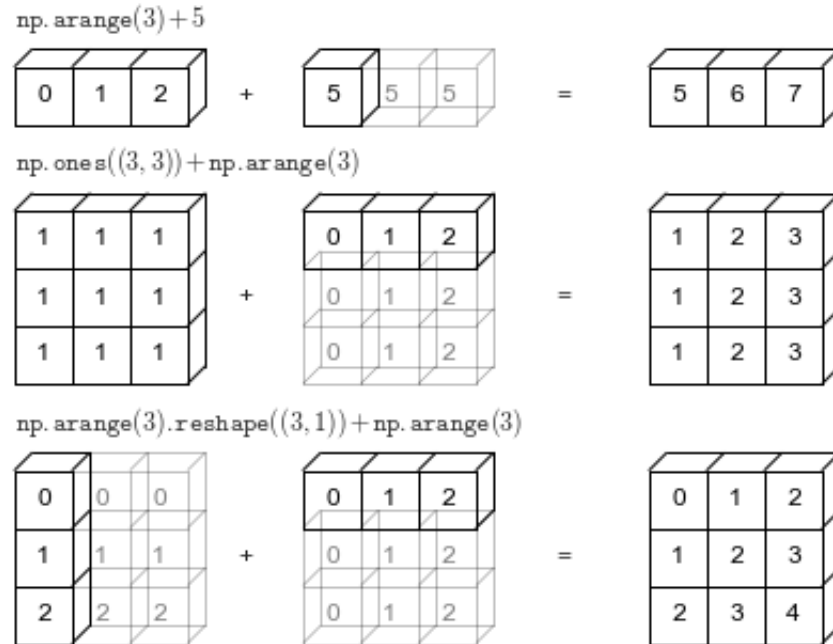 np.arange(3)+5
0 1 2 + 5 5 5 = 5 6 7
np.ones((3, 3))+np.arange(3)
1 1 1 0 1 2 1 2 3
1 1 1 + 0 1 2 = 1 2 3
1 1 1 0 1 2 1 2 3
np.arange(3).reshape((3, 1))+np.arange(3)
0 0 0 0 1 2 0 1 2
1 1 1 + 0 1 2 = 1 2 3
2 2 2 0 1 2 2 3 4